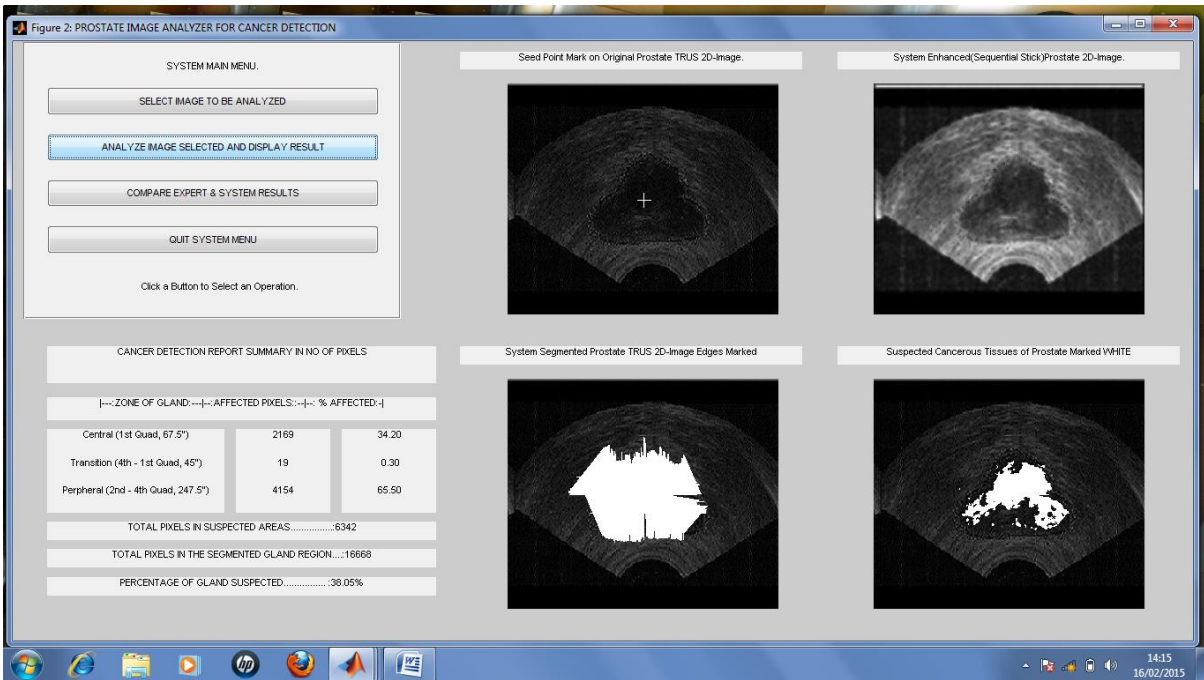 Figure 2: PROSTATE IMAGE ANALYZER FOR CANCER DETECTION
SYSTEM MAIN MENU.
SELECT IMAGE TO BE ANALYZED
ANALYZE IMAGE SELECTED AND DISPLAY RESULT
COMPARE EXPERT & SYSTEM RESULTS
QUIT SYSTEM MENU
Click a Button to Select an Operation.
Seed Point Mark on Original Prostate TRUS 2D-Image.
System Enhanced(Sequential Stick)Prostate 2D-Image.
CANCER DETECTION REPORT SUMMARY IN NO OF PIXELS
|---:ZONE OF GLAND:---|--:AFFECTED PIXELS::--|--: % AFFECTED:-|
Central (1st Quad, 67.5") 2169 34.20
Transition (4th - 1st Quad, 45") 19 0.30
Perpheral (2nd - 4th Quad, 247.5") 4154 65.50
TOTAL PIXELS IN SUSPECTED AREAS...............:6342
TOTAL PIXELS IN THE SEGMENTED GLAND REGION....:16668
PERCENTAGE OF GLAND SUSPECTED................ :38.05%
System Segmented Prostate TRUS 2D-Image Edges Marked
Suspected Cancerous Tissues of Prostate Marked WHITE
hp
W
14:15
16/02/2015